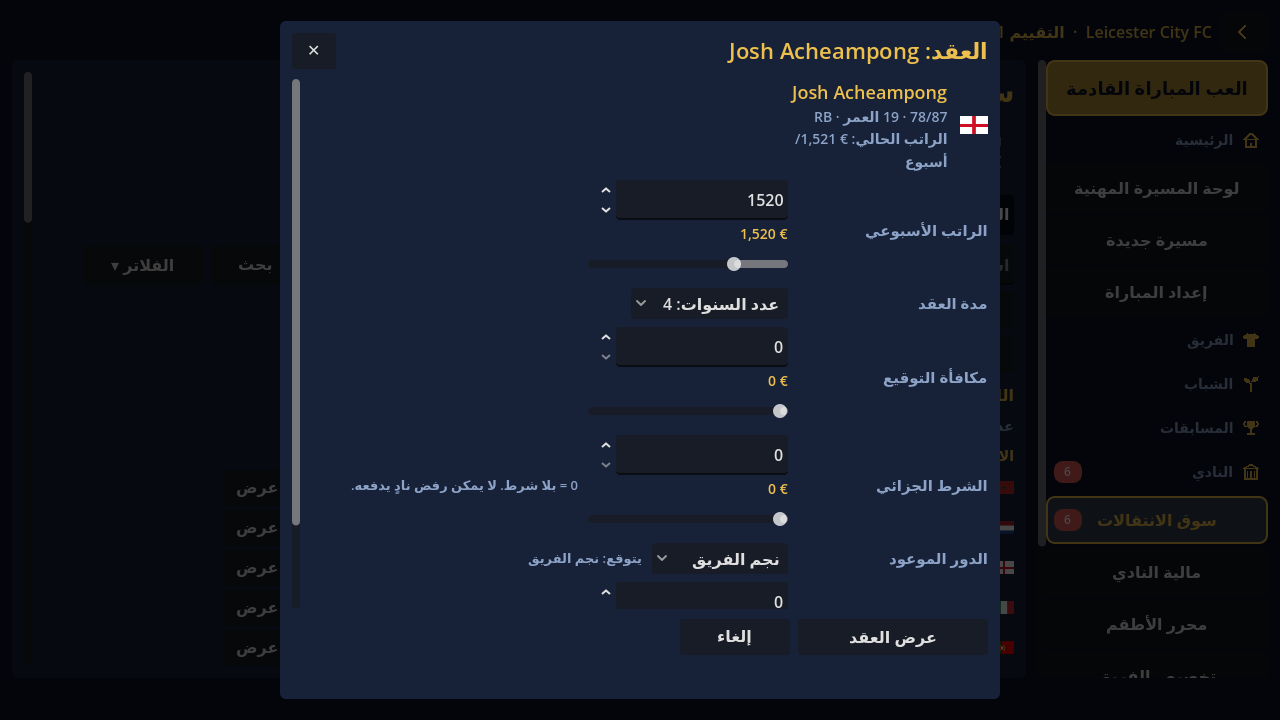 Leicester City FC · التقييم
العب المباراة القادمة
الرئيسية
لوحة المسيرة المهنية
مسيرة جديدة
إعداد المباراة
الفريق
الشباب
المسابقات
النادي
6
سوق الانتقالات
6
مالية النادي
محرر الأطقم
بحث
الفلاتر ▾
عرض
عرض
عرض
عرض
عرض
العقد: Josh Acheampong
✕
Josh Acheampong
RB · العمر 19 · 78/87
الراتب الحالي: € 1,521/
أسبوع
الراتب الأسبوعي
1520
1,520 €
مدة العقد
عدد السنوات: 4
مكافأة التوقيع
0
0 €
الشرط الجزائي
0
0 €
0 = بلا شرط. لا يمكن رفض نادٍ يدفعه.
الدور الموعود
نجم الفريق
يتوقع: نجم الفريق
0
عرض العقد
إلغاء